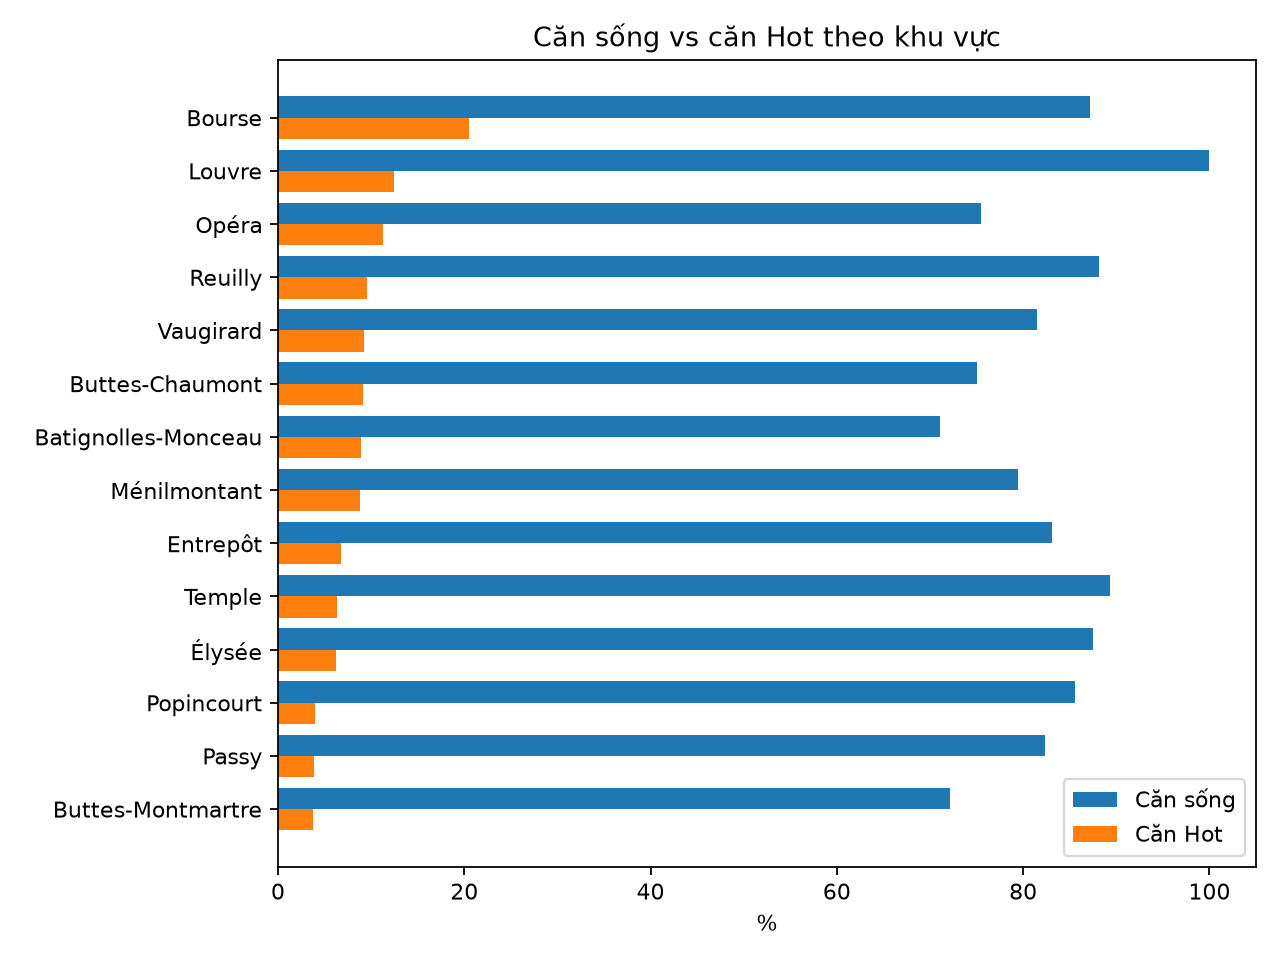 Căn sống vs căn Hot theo khu vực
Bourse
Louvre
Opéra
Reuilly
Vaugirard
Buttes-Chaumont
Batignolles-Monceau
Ménilmontant
Entrepôt
Temple
Élysée
Popincourt
Passy
Buttes-Montmartre
Căn sống
Căn Hot
0 20 40 60 80 100
%